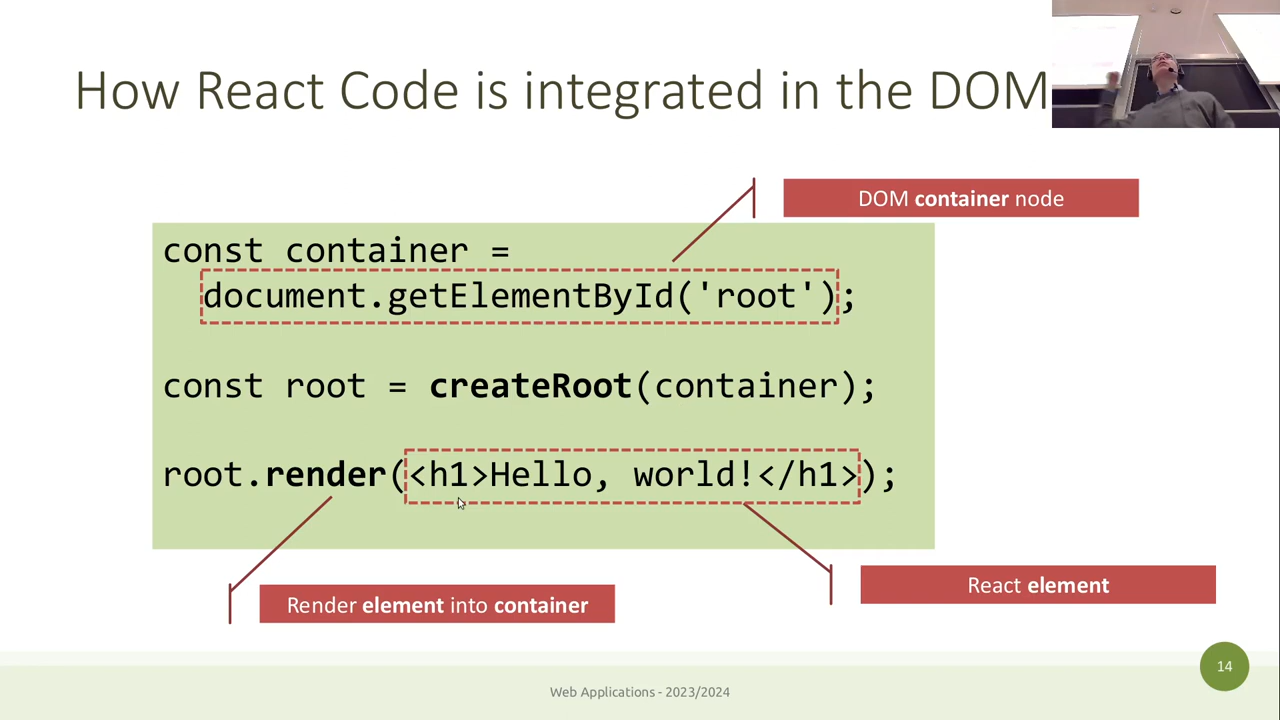 How React Code is integrated in the DOM
DOM container node
const container =
document.getElementById('root');
const root = createRoot(container);
root.render(<h1>Hello, world!</h1>);
React element
Render element into container
14
Web Applications - 2023/2024